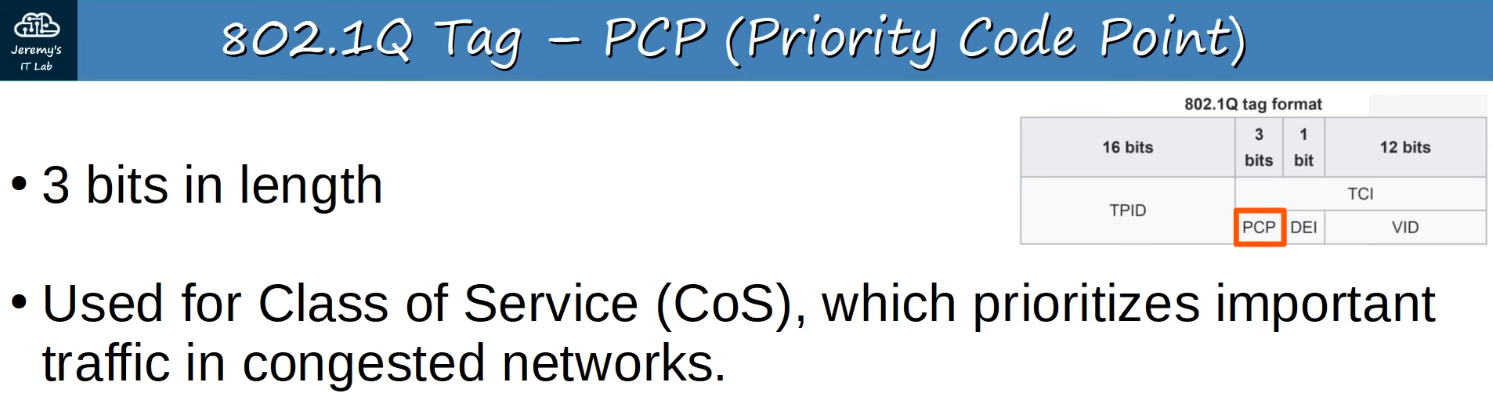 Jeremy's
IT Lab
802.1Q Tag – PCP (Priority Code Point)
802.1Q tag format
16 bits
3
bits
1
bit
12 bits
TPID
TCI
PCP
DEI
VID
• 3 bits in length
• Used for Class of Service (CoS), which prioritizes important
traffic in congested networks.